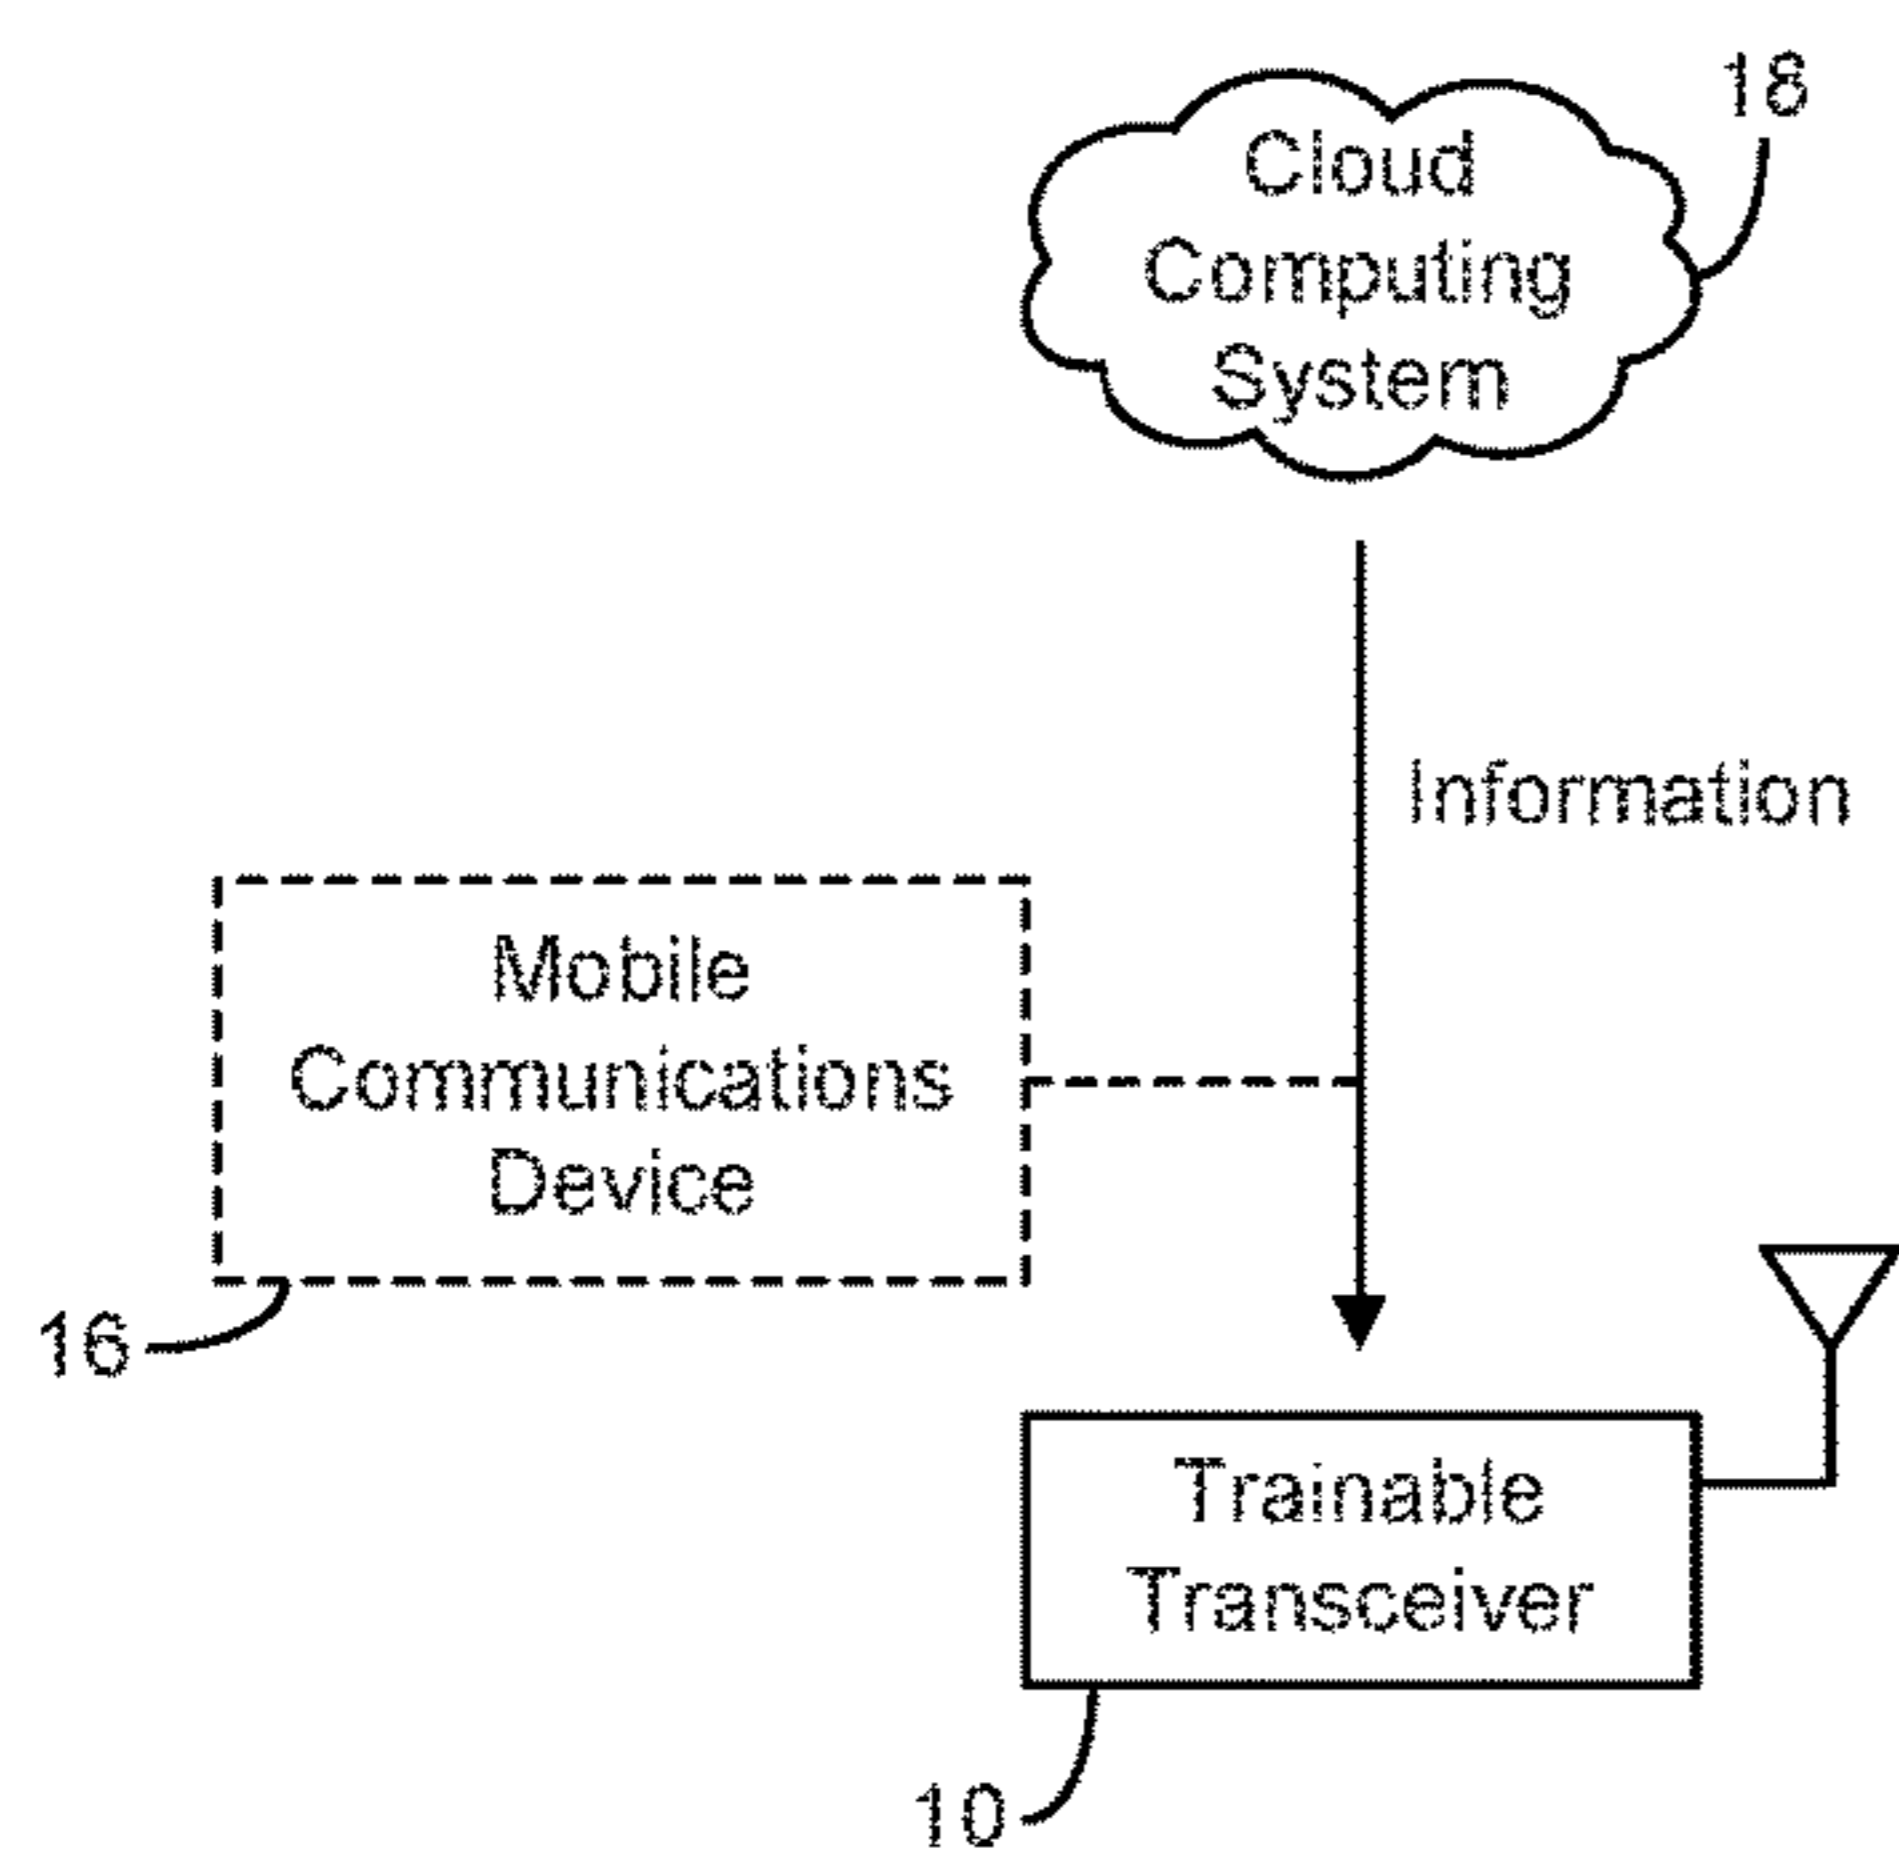 18
Cloud
Computing
System
Information
Mobile
Communications
Device
16
Trainable
Transceiver
10